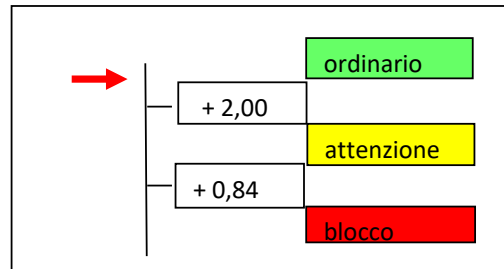 ordinario
+ 2,00
attenzione
+ 0,84
blocco